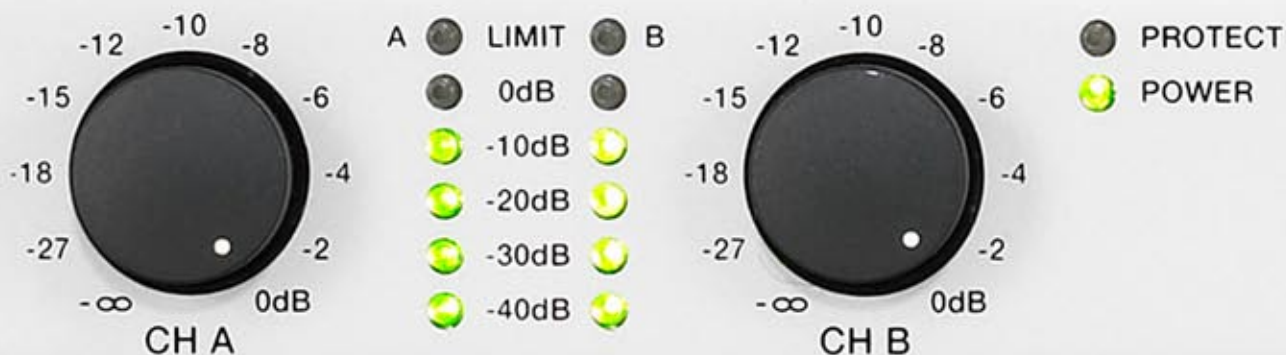 -10
-12 -8
-15 -6
-18 -4
-27 -2
-∞ 0dB
CH A
A LIMIT B
0dB
-10dB
-20dB
-30dB
-40dB
-10
-12 -8
-15 -6
-18 -4
-27 -2
-∞ 0dB
CH B
PROTECT
POWER